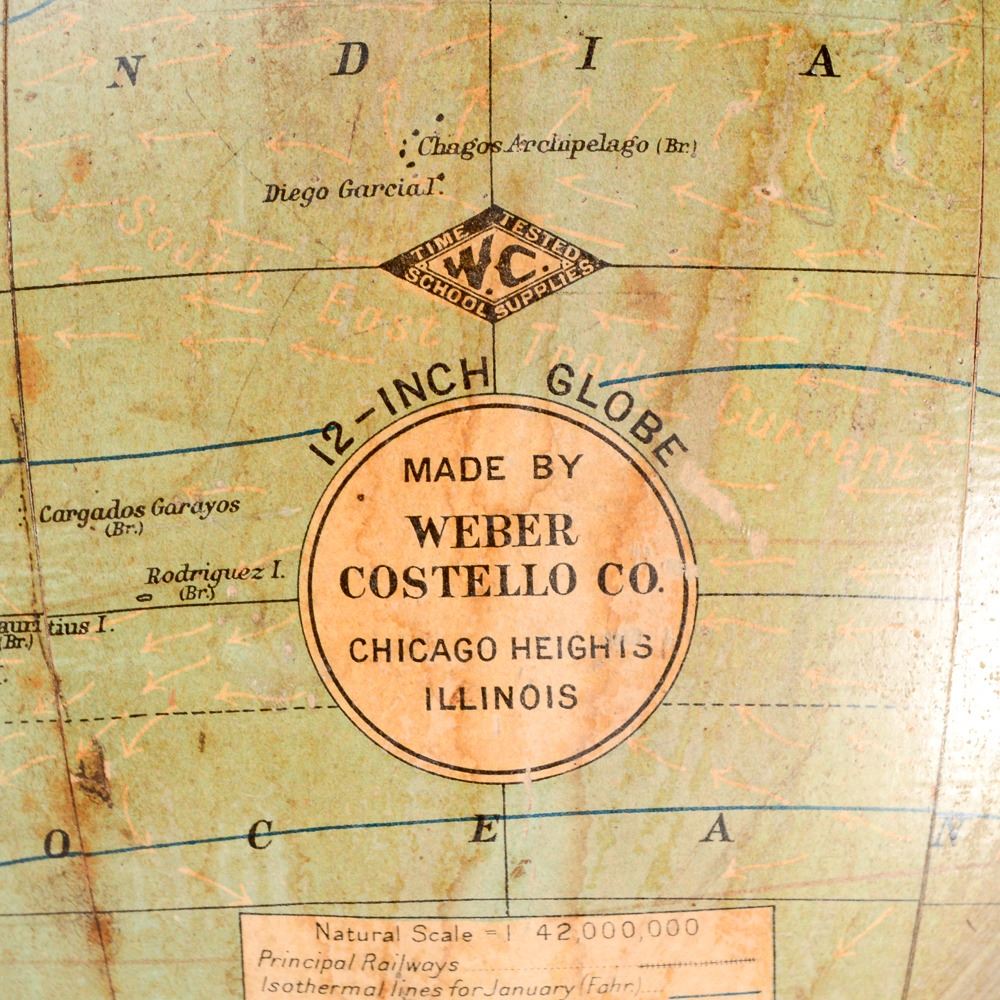 N D I A
Chagos Archipelago (Br.)
Diego Garcia I.
TIME TESTED
W.C.
SCHOOL SUPPLIES
South East Trade Current
12-INCH GLOBE
MADE BY
WEBER
COSTELLO CO.
CHICAGO HEIGHTS
ILLINOIS
Cargados Garayos
(Br.)
Rodriguez I.
(Br.)
auritius I.
(Br.)
O C E A N
Natural Scale = 1 42,000,000
Principal Railways
Isothermal lines for January (Fahr.)